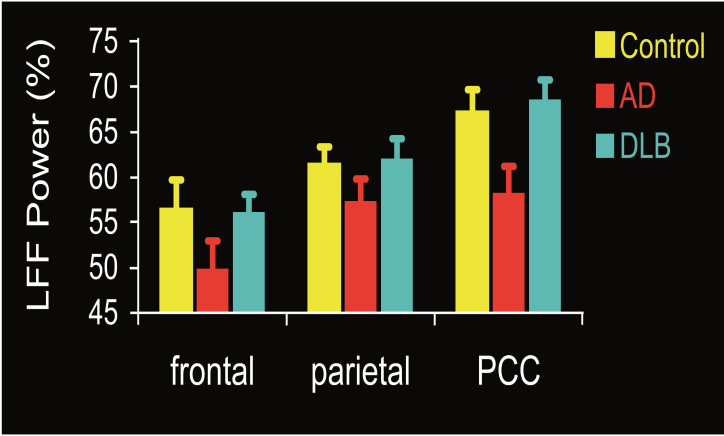 LFF Power (%)
75
70
65
60
55
50
45
frontal parietal PCC
Control
AD
DLB